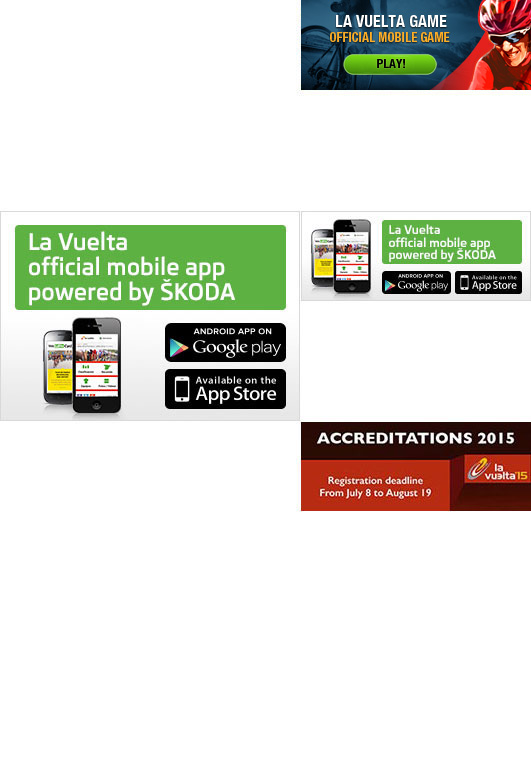 LA VUELTA GAME
OFFICIAL MOBILE GAME
PLAY!
La Vuelta
official mobile app
powered by ŠKODA
ANDROID APP ON
Google play
Available on the
App Store
La Vuelta
official mobile app
powered by ŠKODA
ANDROID APP ON
Google play
Available on the
App Store
ACCREDITATIONS 2015
la
vuelta15
Registration deadline
From July 8 to August 19